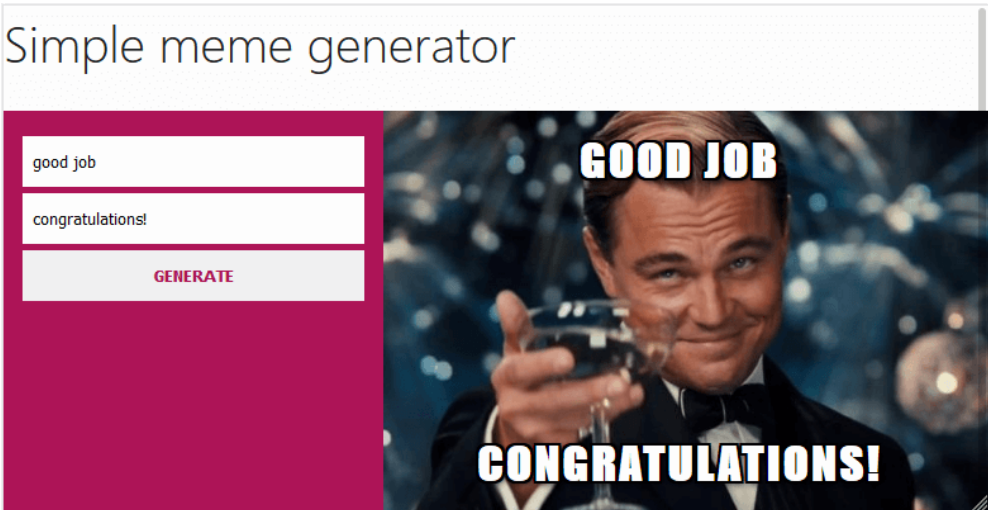 Simple meme generator
good job
congratulations!
GENERATE
GOOD JOB
CONGRATULATIONS!